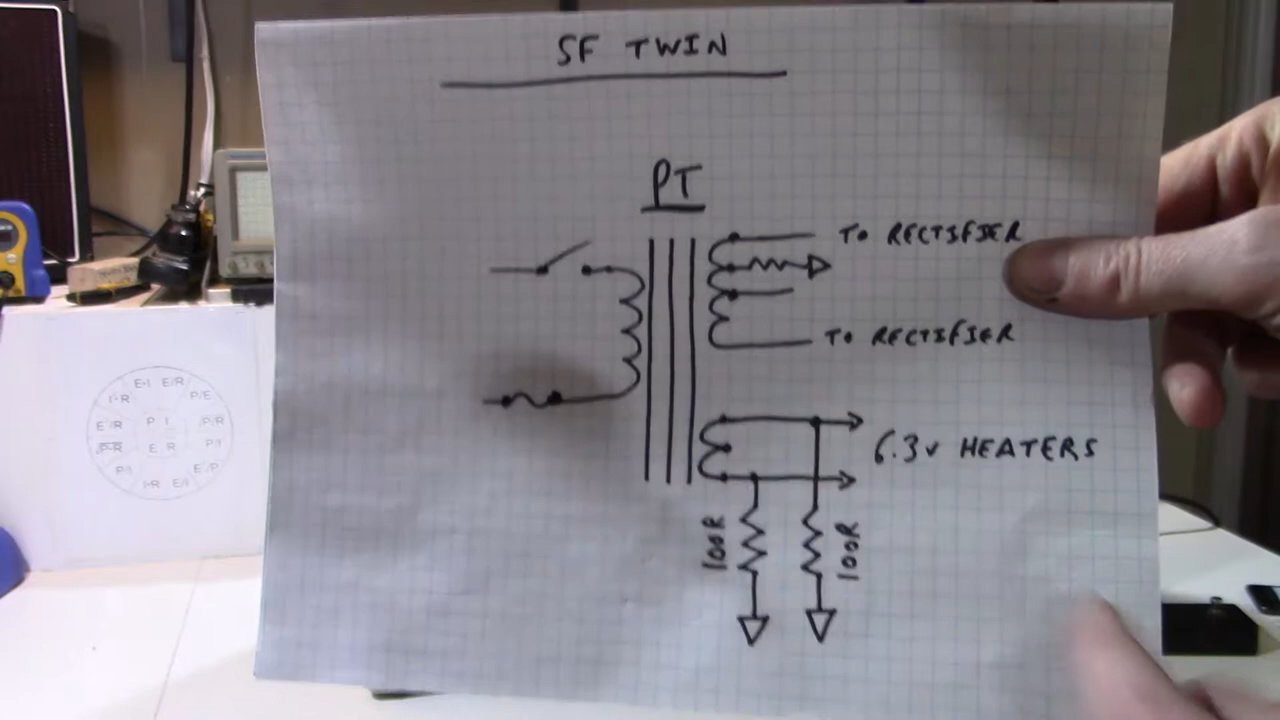 SF TWIN
PT
TO RECTIFIER
TO RECTIFIER
6.3V HEATERS
100R
100R
E-I E/R
I-R P/E
E/R P I P/R
E R P/I
P/I E/P
I-R E/I